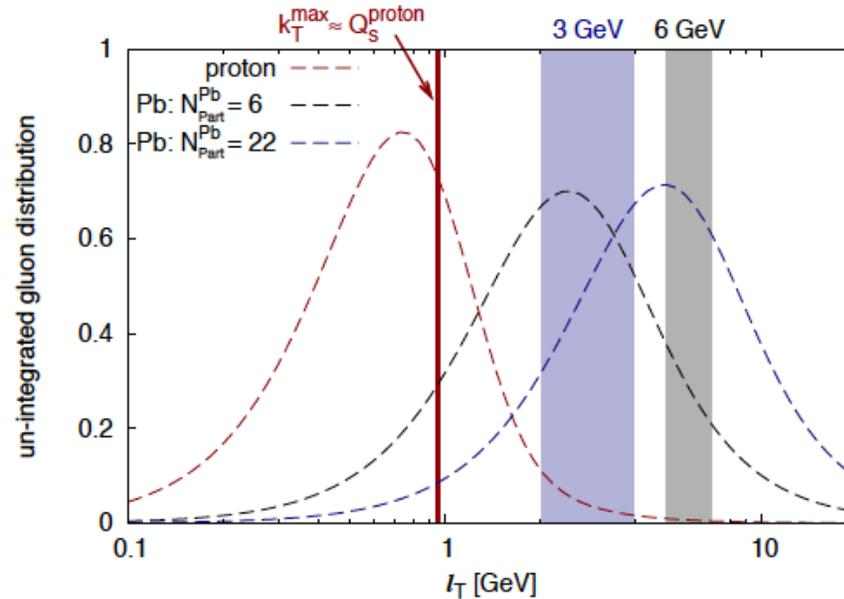 k_T^max ≈ Q_S^proton
3 GeV 6 GeV
proton
Pb: N_Part^Pb = 6
Pb: N_Part^Pb = 22
un-integrated gluon distribution
1
0.8
0.6
0.4
0.2
0
0.1 1 10
l_T [GeV]